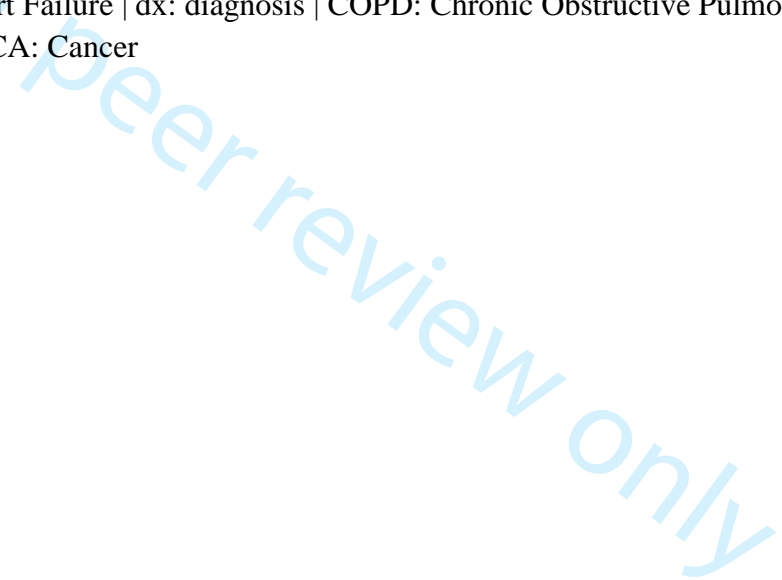 rt Failure | dx: diagnosis | COPD: Chronic Obstructive Pulmo
CA: Cancer
peer review only